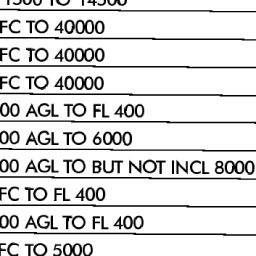 1500 TO 14500
FC TO 40000
FC TO 40000
FC TO 40000
00 AGL TO FL 400
00 AGL TO 6000
00 AGL TO BUT NOT INCL 8000
FC TO FL 400
00 AGL TO FL 400
FC TO 5000